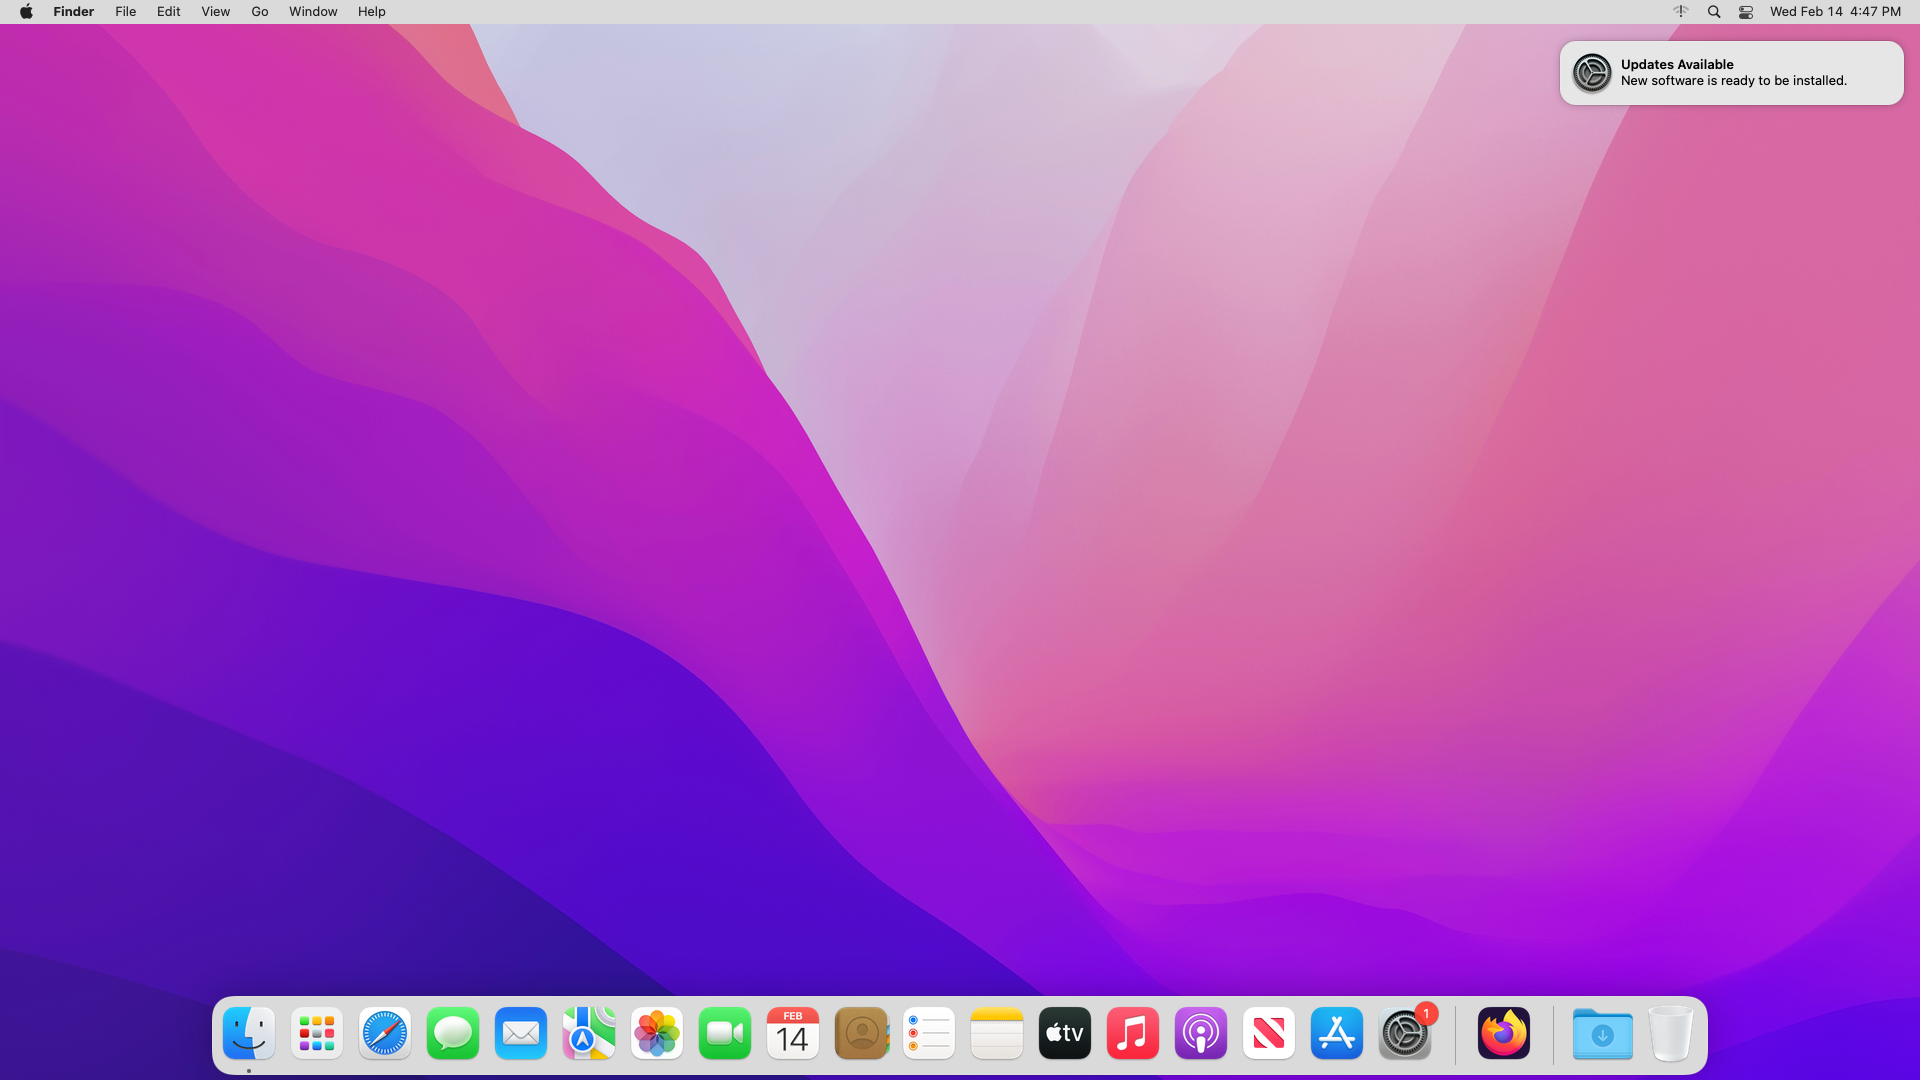 Finder File Edit View Go Window Help Wed Feb 14 4:47 PM
Updates Available
New software is ready to be installed.
FEB
14
tv
1